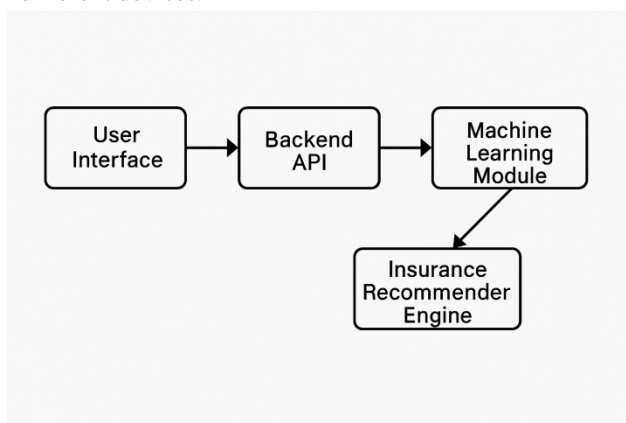 User
Interface
Backend
API
Machine
Learning
Module
Insurance
Recommender
Engine